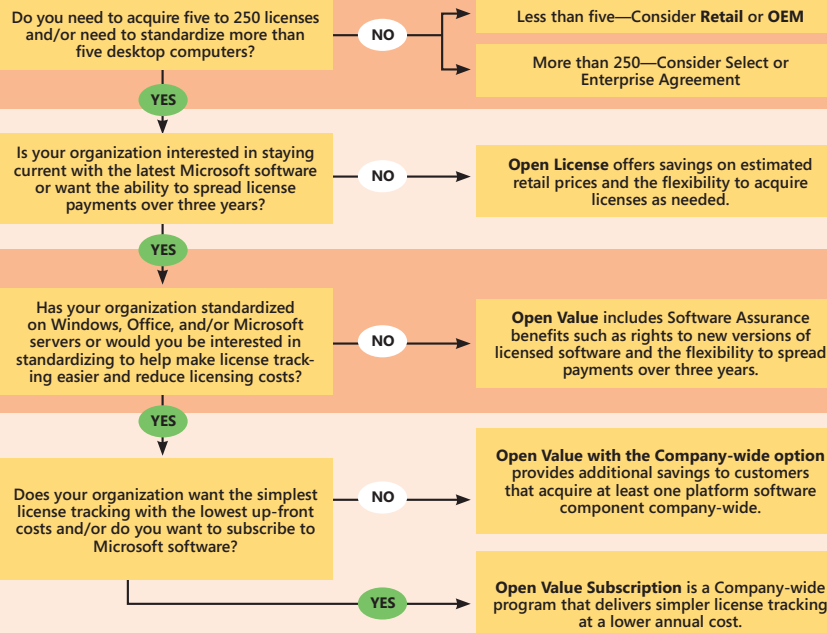 Do you need to acquire five to 250 licenses
and/or need to standardize more than
five desktop computers?
NO
Less than five—Consider Retail or OEM
More than 250—Consider Select or
Enterprise Agreement
YES
Is your organization interested in staying
current with the latest Microsoft software
or want the ability to spread license
payments over three years?
NO
Open License offers savings on estimated
retail prices and the flexibility to acquire
licenses as needed.
YES
Has your organization standardized
on Windows, Office, and/or Microsoft
servers or would you be interested in
standardizing to help make license track-
ing easier and reduce licensing costs?
NO
Open Value includes Software Assurance
benefits such as rights to new versions of
licensed software and the flexibility to spread
payments over three years.
YES
Does your organization want the simplest
license tracking with the lowest up-front
costs and/or do you want to subscribe to
Microsoft software?
NO
Open Value with the Company-wide option
provides additional savings to customers
that acquire at least one platform software
component company-wide.
YES
Open Value Subscription is a Company-wide
program that delivers simpler license tracking
at a lower annual cost.